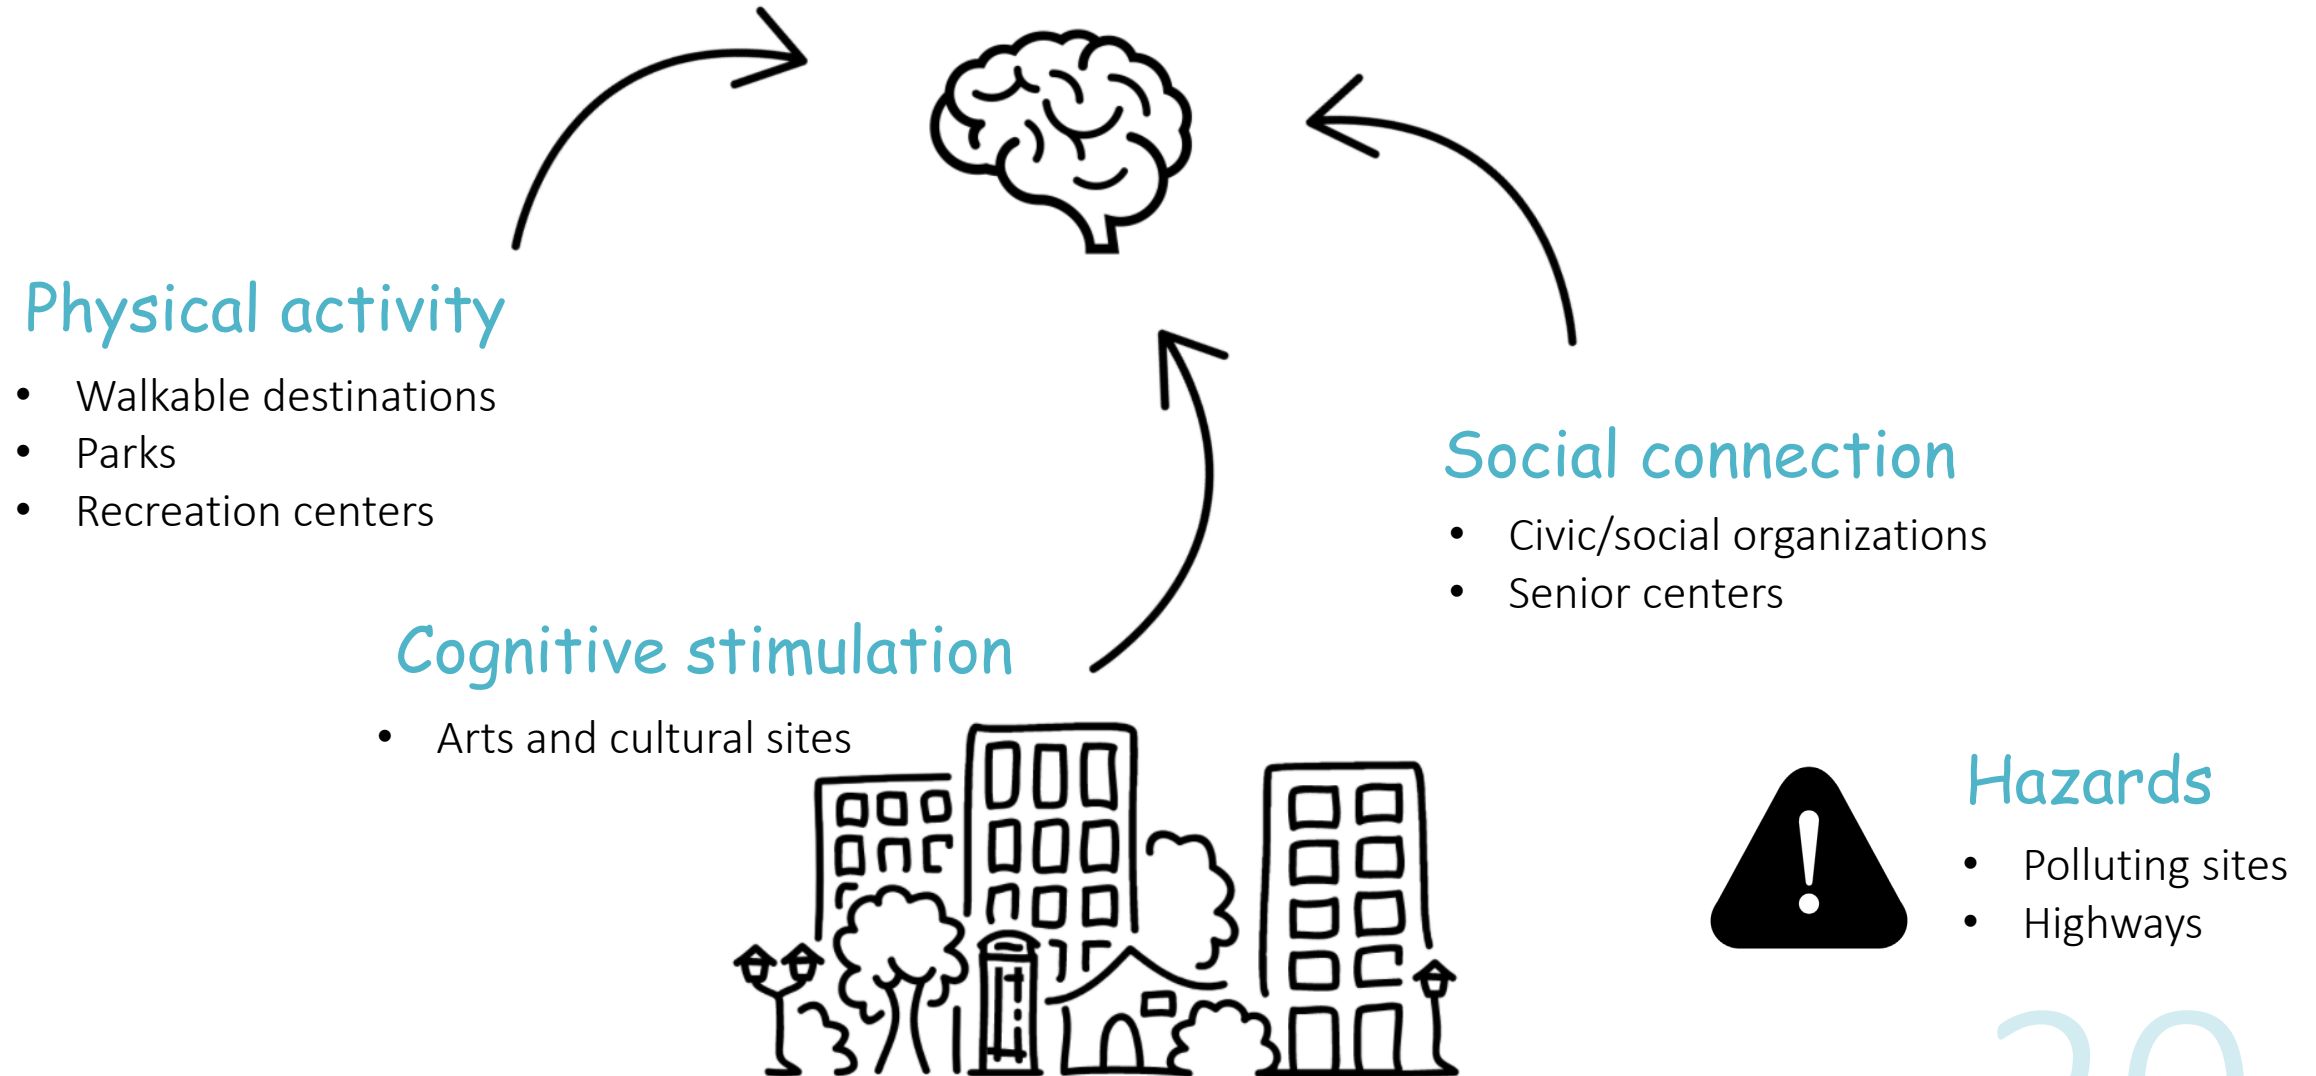 Physical activity
• Walkable destinations
• Parks
• Recreation centers
Social connection
• Civic/social organizations
• Senior centers
Cognitive stimulation
• Arts and cultural sites
Hazards
• Polluting sites
• Highways